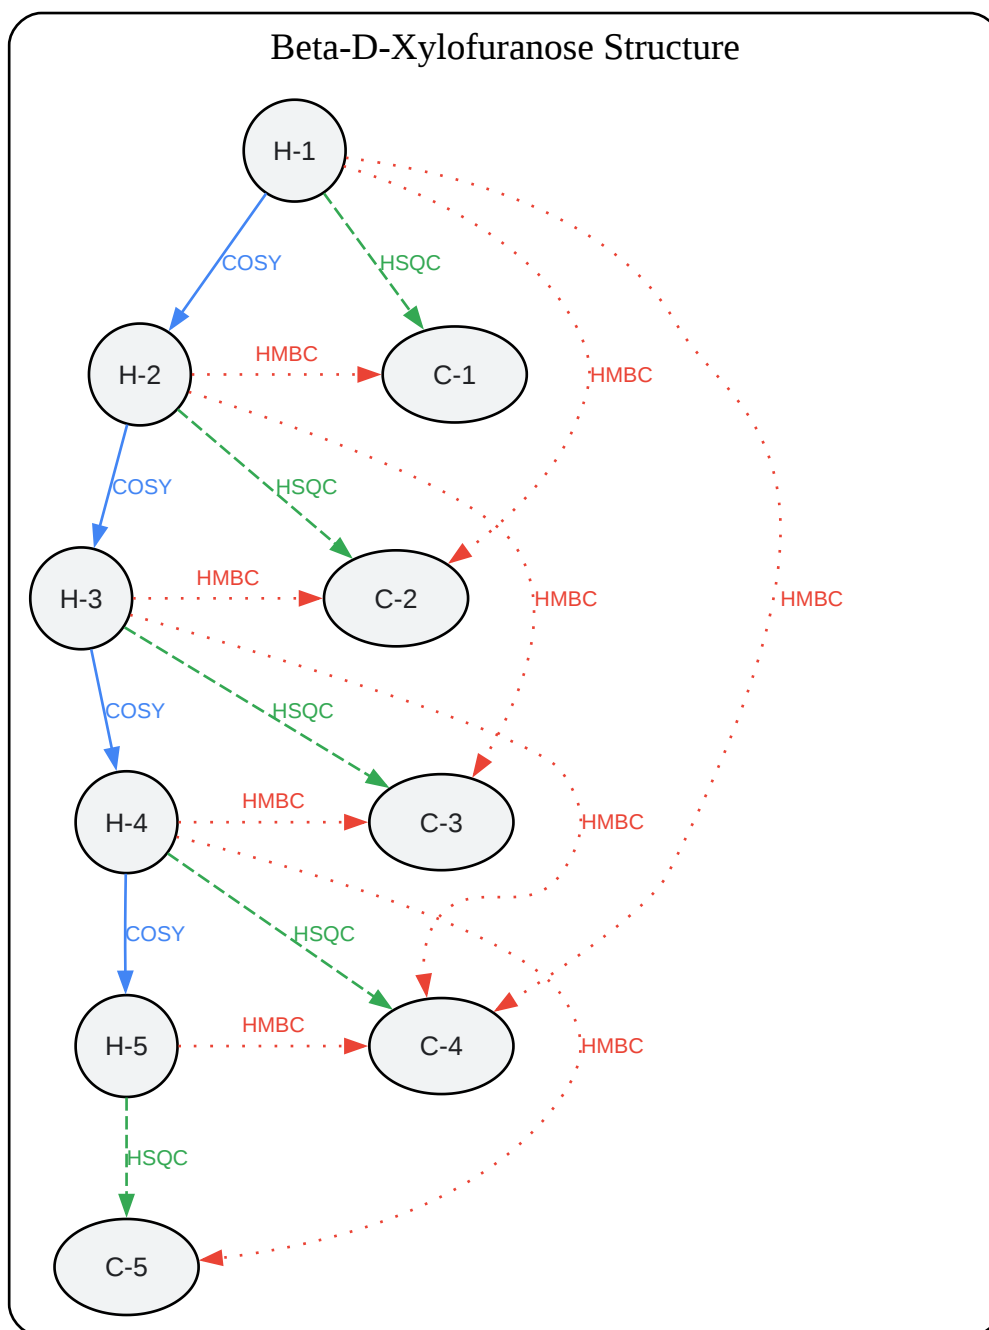 Beta-D-Xylofuranose Structure
H-1
COSY
HSQC
H-2
HMBC
C-1
HMBC
COSY
HSQC
H-3
HMBC
C-2
HMBC
HMBC
COSY
HSQC
H-4
HMBC
C-3
HMBC
COSY
HSQC
H-5
HMBC
C-4
HMBC
HSQC
C-5